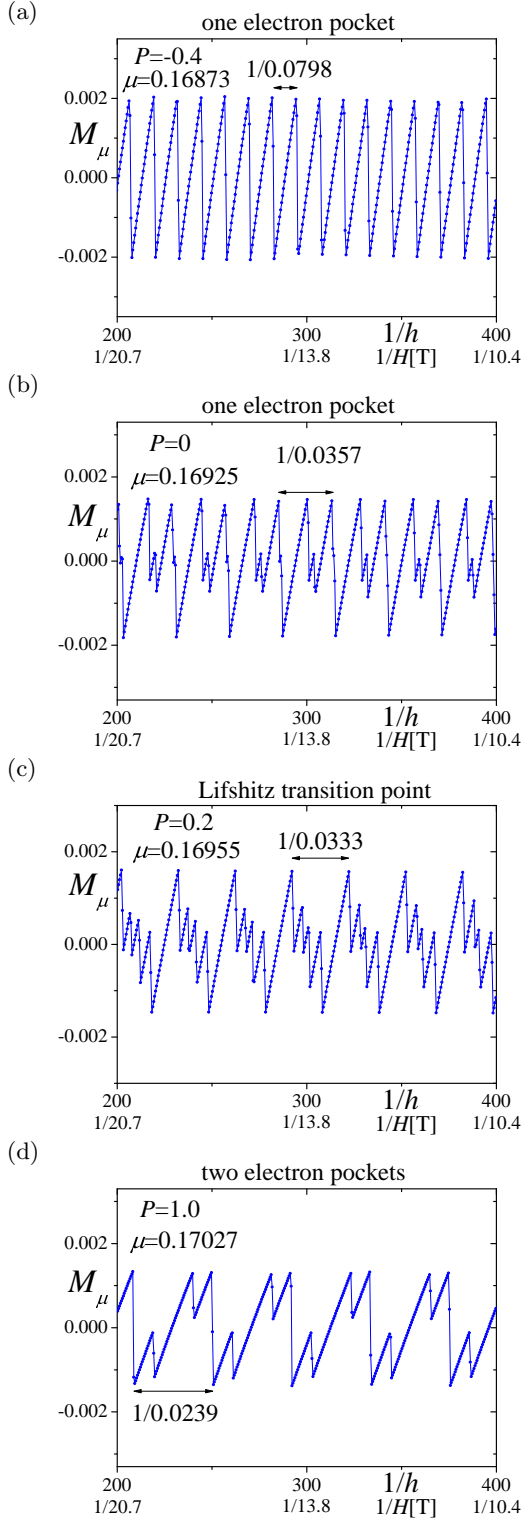 (a)
one electron pocket
P=-0.4
μ=0.16873
1/0.0798
0.002
Mμ
0.000
-0.002
200 300 1/h 400
1/20.7 1/13.8 1/H[T] 1/10.4
(b)
one electron pocket
P=0
μ=0.16925
1/0.0357
0.002
Mμ
0.000
-0.002
200 300 1/h 400
1/20.7 1/13.8 1/H[T] 1/10.4
(c)
Lifshitz transition point
P=0.2
μ=0.16955
1/0.0333
0.002
Mμ
0.000
-0.002
200 300 1/h 400
1/20.7 1/13.8 1/H[T] 1/10.4
(d)
two electron pockets
P=1.0
μ=0.17027
0.002
Mμ
0.000
-0.002
1/0.0239
200 300 1/h 400
1/20.7 1/13.8 1/H[T] 1/10.4